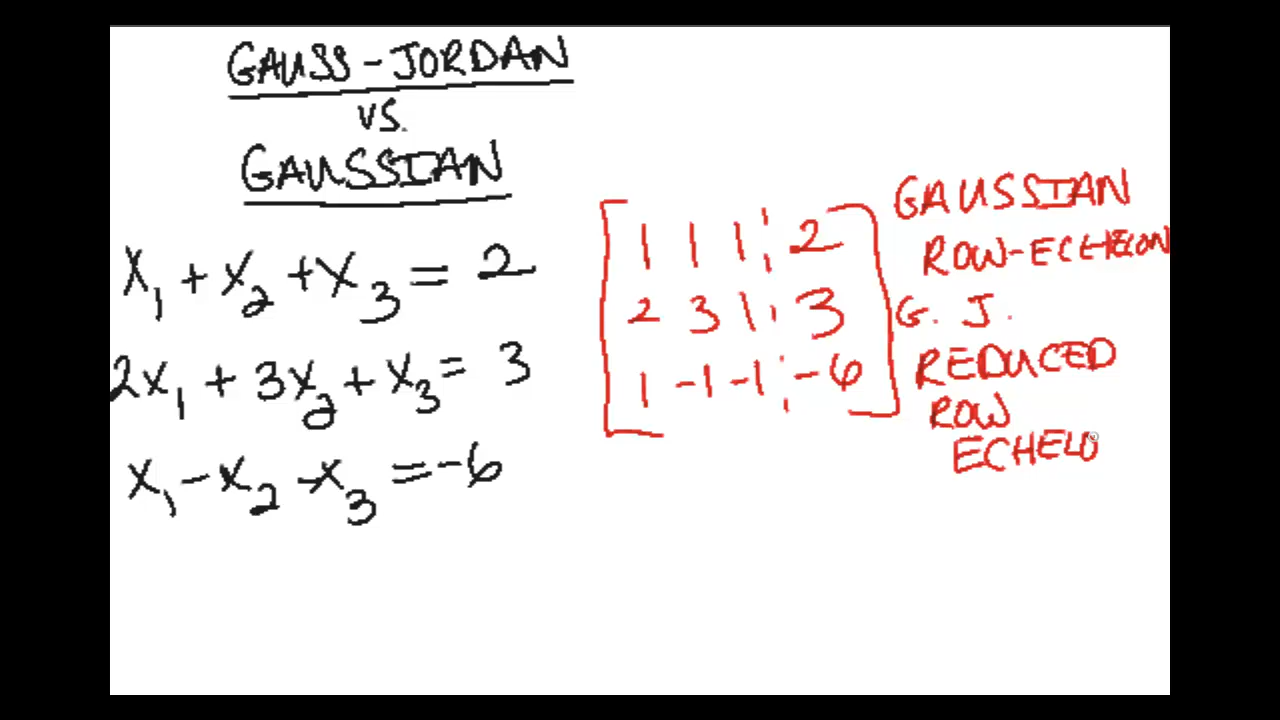 GAUSS-JORDAN
vs.
GAUSSIAN
x₁ + x₂ + x₃ = 2
2x₁ + 3x₂ + x₃ = 3
x₁ - x₂ - x₃ = -6
1 1 1 ¦ 2
2 3 1 ¦ 3
1 -1 -1 ¦ -6
GAUSSIAN
ROW-ECHELON
G. J.
REDUCED
ROW
ECHELO